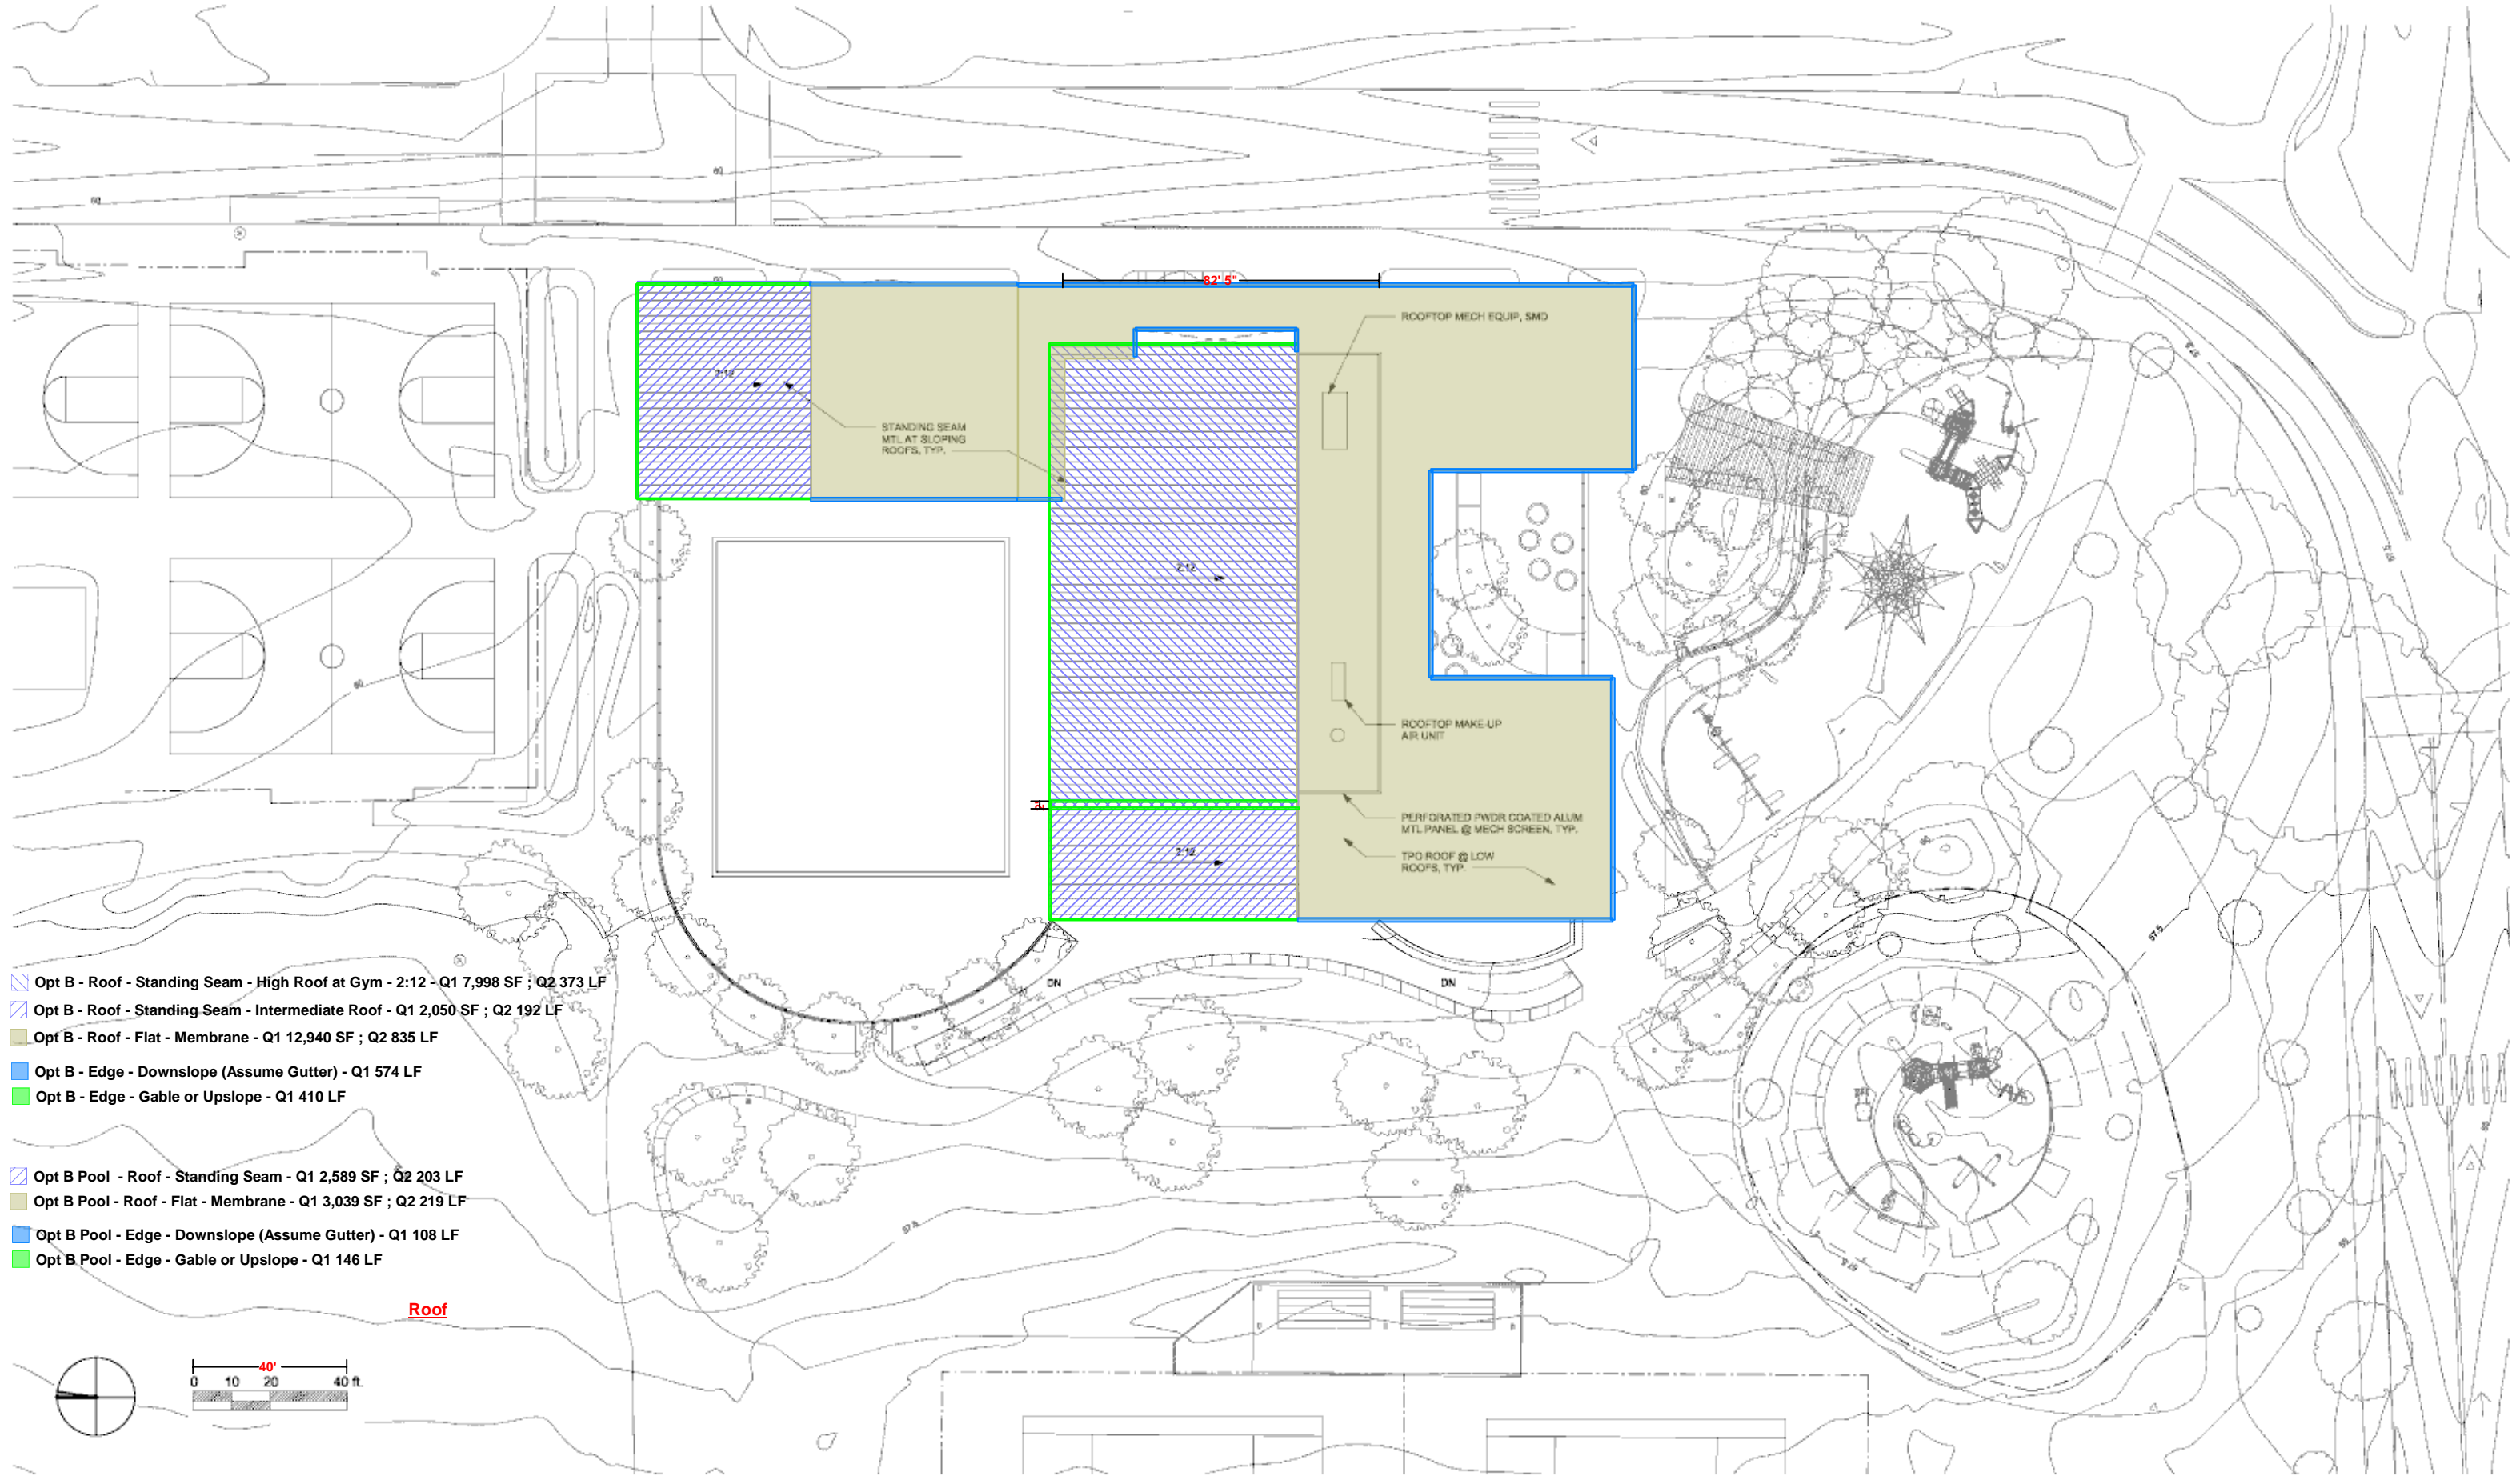 60
60
82' 5"
ROOFTOP MECH EQUIP, SMD
2:12
STANDING SEAM
MTL AT SLOPING
ROOFS, TYP.
2:12
60
ROOFTOP MAKE-UP
AIR UNIT
PERFORATED PWDR COATED ALUM
MTL PANEL @ MECH SCREEN, TYP.
2:12
TPO ROOF @ LOW
ROOFS, TYP.
57.5
DN
DN
Opt B - Roof - Standing Seam - High Roof at Gym - 2:12 - Q1 7,998 SF ; Q2 373 LF
Opt B - Roof - Standing Seam - Intermediate Roof - Q1 2,050 SF ; Q2 192 LF
Opt B - Roof - Flat - Membrane - Q1 12,940 SF ; Q2 835 LF
Opt B - Edge - Downslope (Assume Gutter) - Q1 574 LF
Opt B - Edge - Gable or Upslope - Q1 410 LF
Opt B Pool  - Roof - Standing Seam - Q1 2,589 SF ; Q2 203 LF
Opt B Pool - Roof - Flat - Membrane - Q1 3,039 SF ; Q2 219 LF
57.5
Opt B Pool - Edge - Downslope (Assume Gutter) - Q1 108 LF
Opt B Pool - Edge - Gable or Upslope - Q1 146 LF
Roof
40'
0 10 20 40 ft.